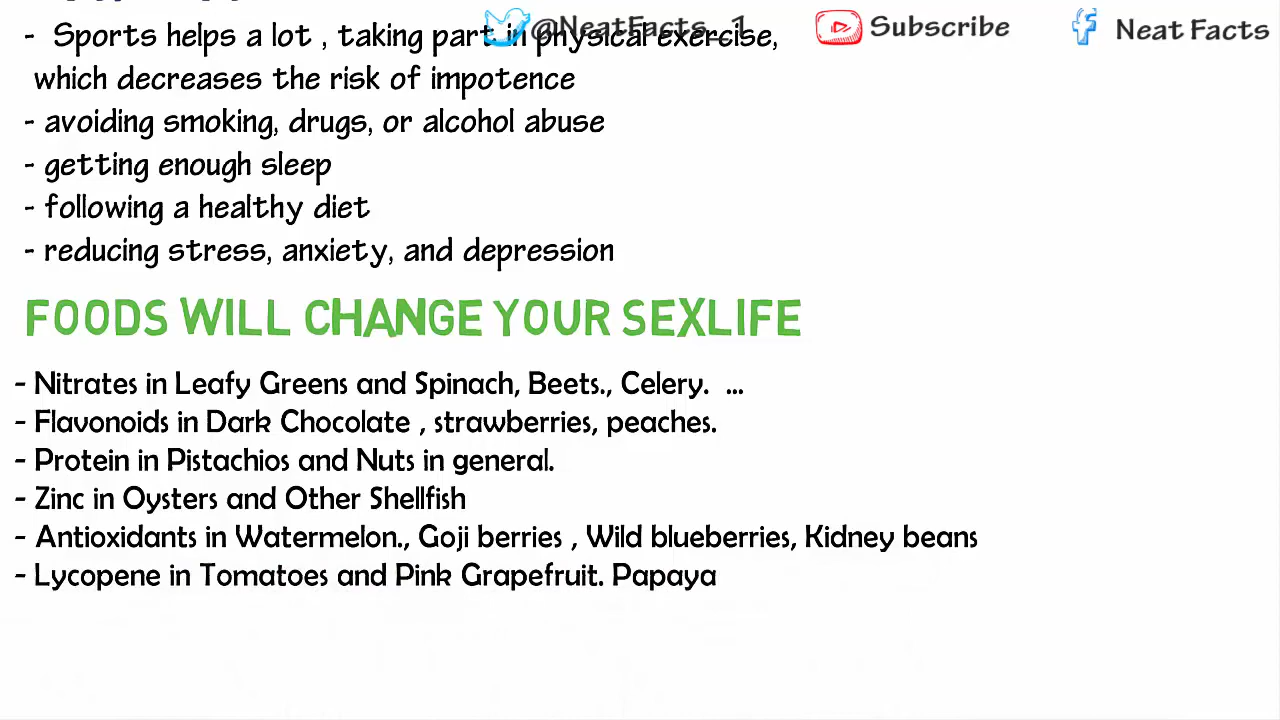 @NeatFacts_1 Subscribe Neat Facts
- Sports helps a lot , taking part in physical exercise,
which decreases the risk of impotence
- avoiding smoking, drugs, or alcohol abuse
- getting enough sleep
- following a healthy diet
- reducing stress, anxiety, and depression
FOODS WILL CHANGE YOUR SEXLIFE
- Nitrates in Leafy Greens and Spinach, Beets., Celery. ...
- Flavonoids in Dark Chocolate , strawberries, peaches.
- Protein in Pistachios and Nuts in general.
- Zinc in Oysters and Other Shellfish
- Antioxidants in Watermelon., Goji berries , Wild blueberries, Kidney beans
- Lycopene in Tomatoes and Pink Grapefruit. Papaya